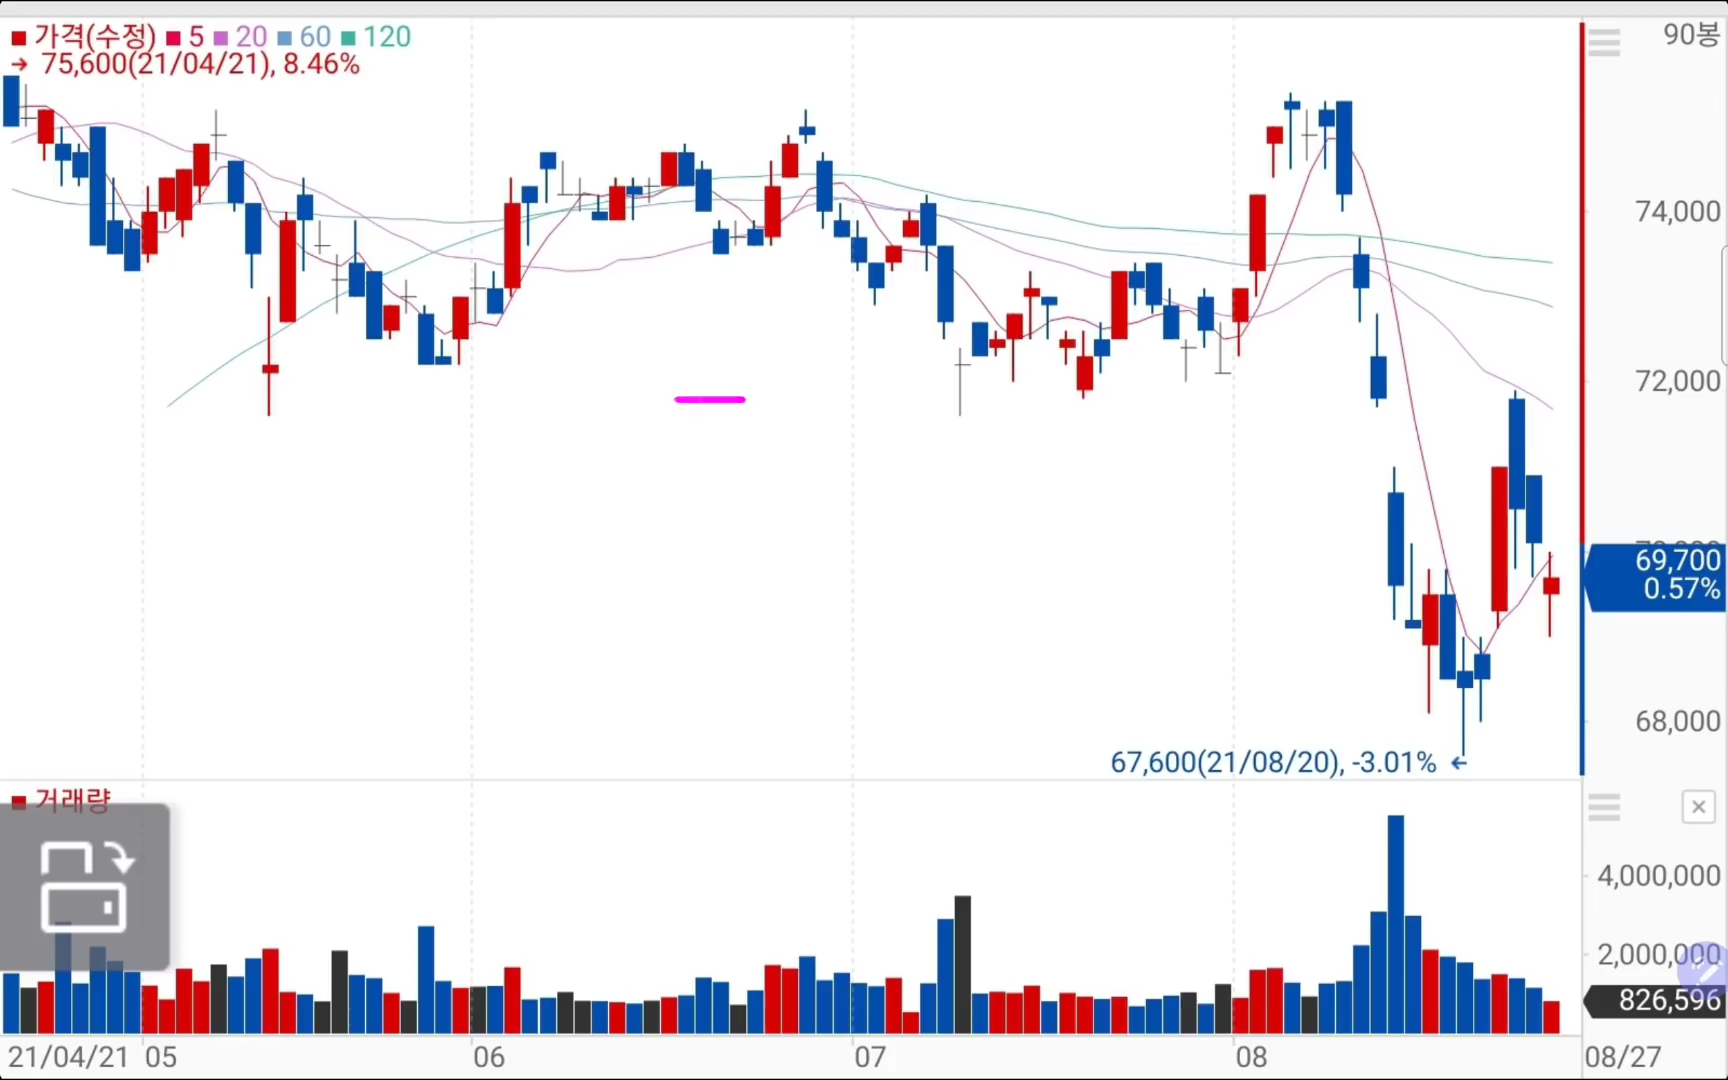 가격(수정) 5 20 60 120 90봉
→ 75,600(21/04/21), 8.46%
74,000
72,000
69,700
0.57%
68,000
67,600(21/08/20), -3.01% ←
거래량
4,000,000
2,000,000
826,596
21/04/21 05 06 07 08 08/27